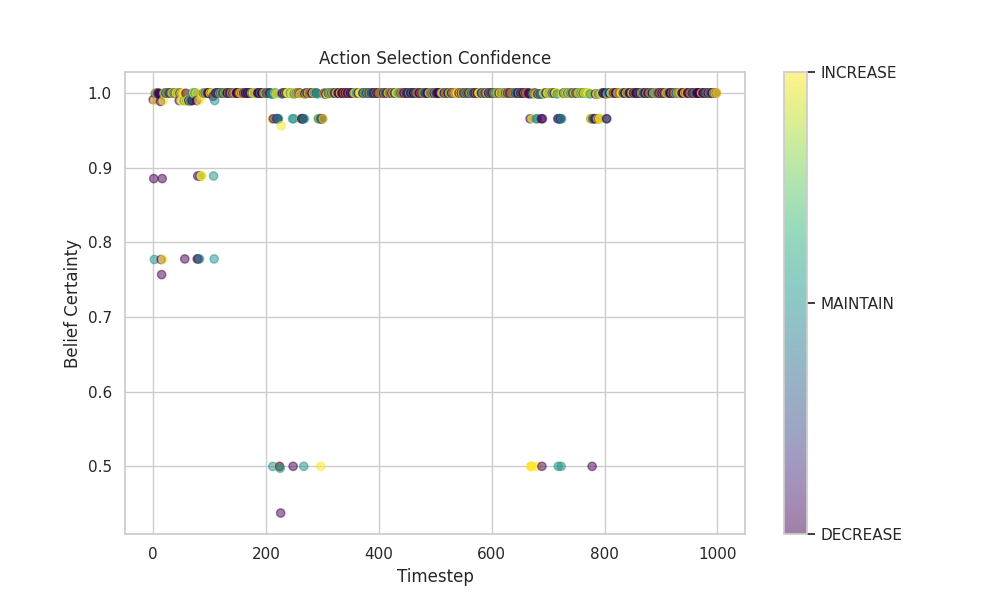 Action Selection Confidence
Belief Certainty
1.0
0.9
0.8
0.7
0.6
0.5
0
200
400
600
800
1000
Timestep
INCREASE
MAINTAIN
DECREASE